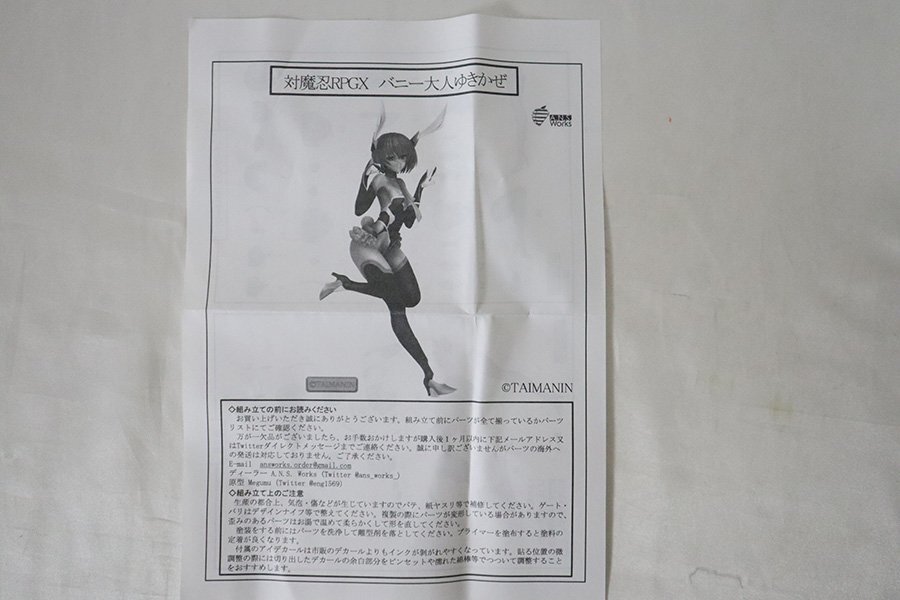 対魔忍RPGX バニー大人ゆきかぜ
A.N.S
Works
©TAIMANIN
©TAIMANIN
◇組み立ての前にお読みください
お買い上げいただき誠にありがとうございます。組み立て前にパーツが全て揃っているかパーツ
リストにてご確認ください。
万が一欠品がございましたら、お手数おかけしますが購入後1ヶ月以内に下記メールアドレス又
はTwitterダイレクトメッセージまでご連絡ください。誠に申し訳ございませんがパーツの海外へ
の発送は対応しておりません、ご了承ください。
E-mail answorks.order@gmail.com
ディーラー A.N.S. Works (Twitter @ans_works_)
原型 Megumu (Twitter @eng1569)
◇組み立て上のご注意
生産の都合上、気泡・傷などが生じていますのでパテ、紙ヤスリ等で補修してください。ゲート・
バリはデザインナイフ等で整えてください。複製の際にパーツが変形している場合がありますので、
歪みのあるパーツはお湯で温めて柔らかくして形を直してください。
塗装をする前にはパーツを洗浄して離型剤を落としてください。プライマーを塗布すると塗料の
定着が良くなります。
付属のアイデカールは市販のデカールよりもインクが剥がれやすくなっています。貼る位置の微
調整の際には切り出したデカールの余白部分をピンセットや濡れた綿棒等でつついて調整すること
をおすすめします。